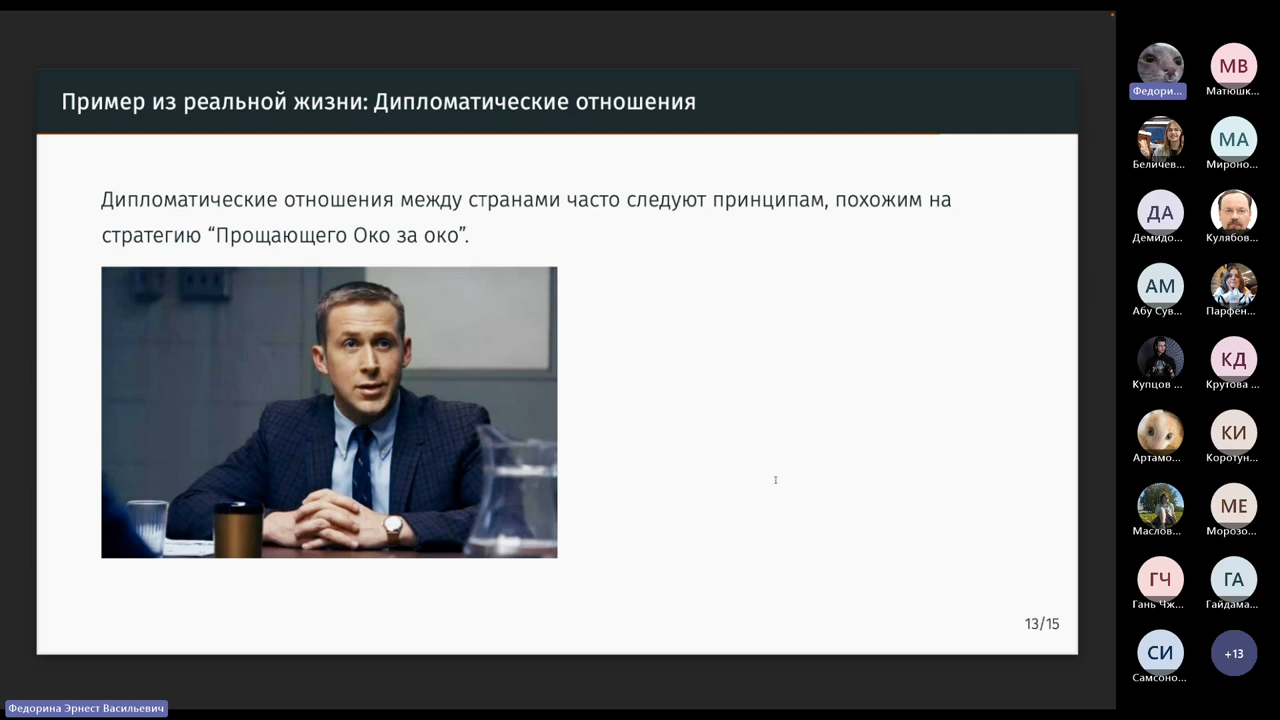 Пример из реальной жизни: Дипломатические отношения
Дипломатические отношения между странами часто следуют принципам, похожим на
стратегию “Прощающего Око за око”.
13/15
Федорина Эрнест Васильевич
Федори...
МВ
Матюшк...
Беличев...
МА
Мироно...
ДА
Демидо...
Кулябов...
АМ
Абу Сув...
Парфён...
Купцов ...
КД
Крутова ...
Артамо...
КИ
Коротун...
Маслов...
МЕ
Морозо...
ГЧ
Гань Чж...
ГА
Гайдама...
СИ
Самсоно...
+13